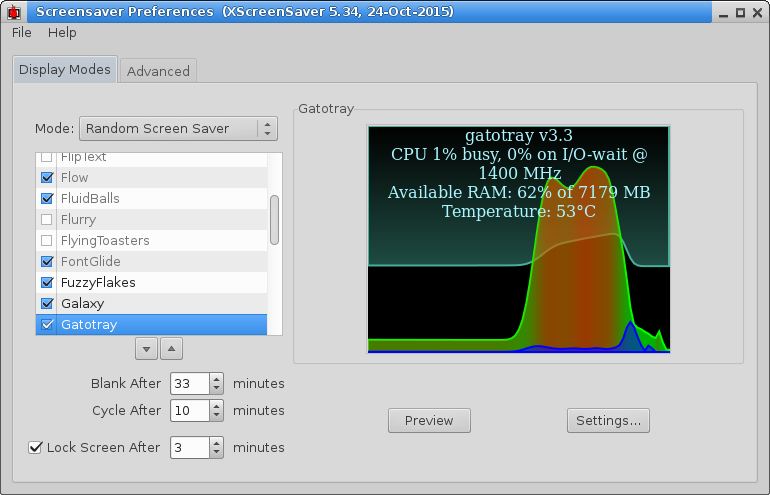 Screensaver Preferences  (XScreenSaver 5.34, 24-Oct-2015)
File Help
Display Modes Advanced
Mode: Random Screen Saver
FlipText
Flow
FluidBalls
Flurry
FlyingToasters
FontGlide
FuzzyFlakes
Galaxy
Gatotray
Blank After 33 minutes
Cycle After 10 minutes
Lock Screen After 3 minutes
Gatotray
gatotray v3.3
CPU 1% busy, 0% on I/O-wait @
1400 MHz
Available RAM: 62% of 7179 MB
Temperature: 53°C
Preview Settings...